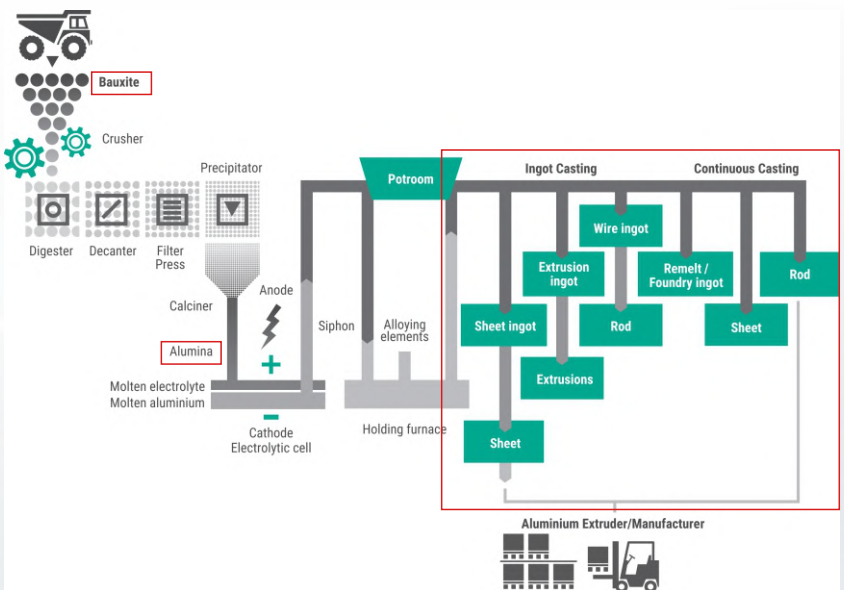 Bauxite
Crusher
Precipitator
Digester
Decanter
Filter
Press
Calciner
Alumina
Anode
Molten electrolyte
Molten aluminium
Cathode
Electrolytic cell
Siphon
Alloying
elements
Holding furnace
Potroom
Ingot Casting
Continuous Casting
Wire ingot
Extrusion
ingot
Remelt /
Foundry ingot
Rod
Sheet ingot
Rod
Sheet
Extrusions
Sheet
Aluminium Extruder/Manufacturer